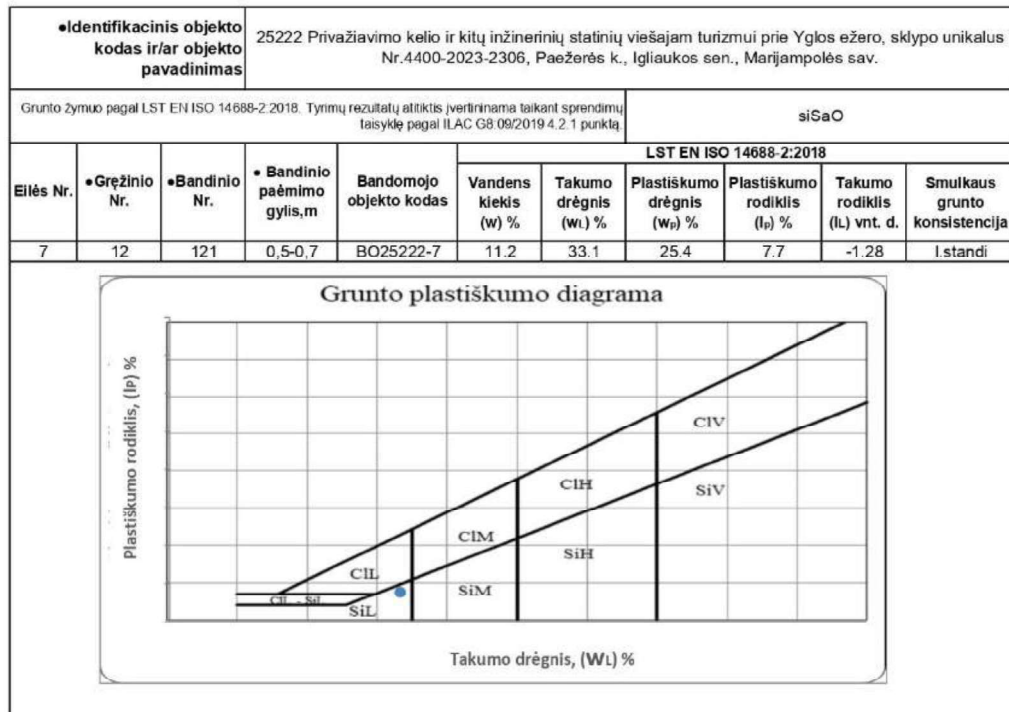 •Identifikacinis objekto
kodas ir/ar objekto
pavadinimas
25222 Privažiavimo kelio ir kitų inžinerinių statinių viešajam turizmui prie Yglos ežero, sklypo unikalus
Nr.4400-2023-2306, Paežerės k., Igliaukos sen., Marijampolės sav.
Grunto žymuo pagal LST EN ISO 14688-2:2018. Tyrimų rezultatų atitiktis įvertininama taikant sprendimų
taisyklę pagal ILAC G8:09/2019 4.2.1 punktą.
siSaO
LST EN ISO 14688-2:2018
Eilės Nr.
•Gręžinio
Nr.
•Bandinio
Nr.
• Bandinio
paėmimo
gylis,m
Bandomojo
objekto kodas
Vandens
kiekis
(w) %
Takumo
drėgnis
(wL) %
Plastiškumo
drėgnis
(wp) %
Plastiškumo
rodiklis
(Ip) %
Takumo
rodiklis
(IL) vnt. d.
Smulkaus
grunto
konsistencija
7 12 121 0,5-0,7 BO25222-7 11.2 33.1 25.4 7.7 -1.28 l.standi
Grunto plastiškumo diagrama
Plastiškumo rodiklis, (IP) %
ClV
SiV
ClH
SiH
ClM
SiM
ClL
ClL - SiL
SiL
Takumo drėgnis, (WL) %